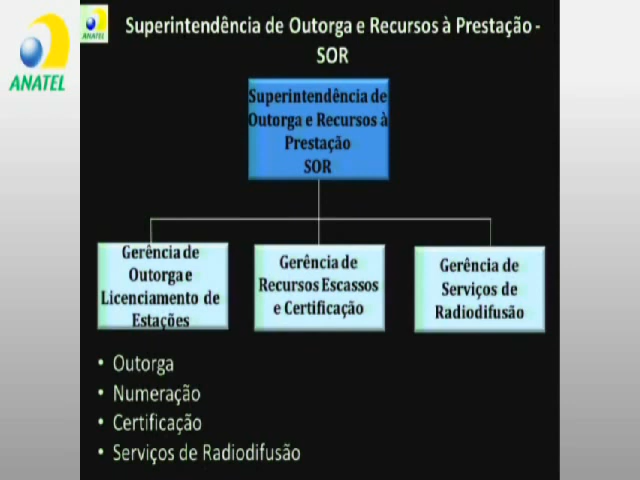 ANATEL
ANATEL
Superintendência de Outorga e Recursos à Prestação -
SOR
Superintendência de
Outorga e Recursos à
Prestação
SOR
Gerência de
Outorga e
Licenciamento de
Estações
Gerência de
Recursos Escassos
e Certificação
Gerência de
Serviços de
Radiodifusão
• Outorga
• Numeração
• Certificação
• Serviços de Radiodifusão